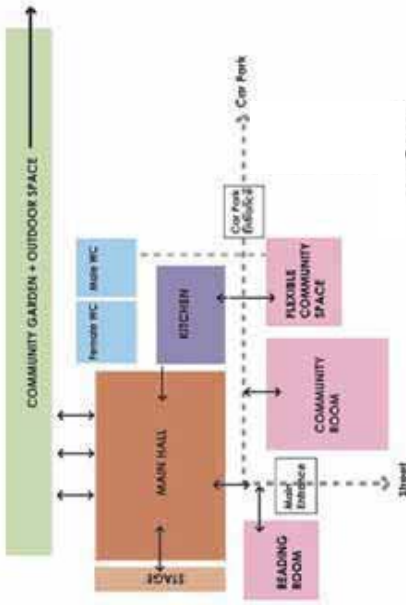 COMMUNITY GARDEN + OUTDOOR SPACE
Female WC
Male WC
KITCHEN
MAIN HALL
STAGE
Car Park
Car Park
FLEXIBLE
COMMUNITY
SPACE
COMMUNITY
ROOM
Main
Entrance
READING
ROOM
Street